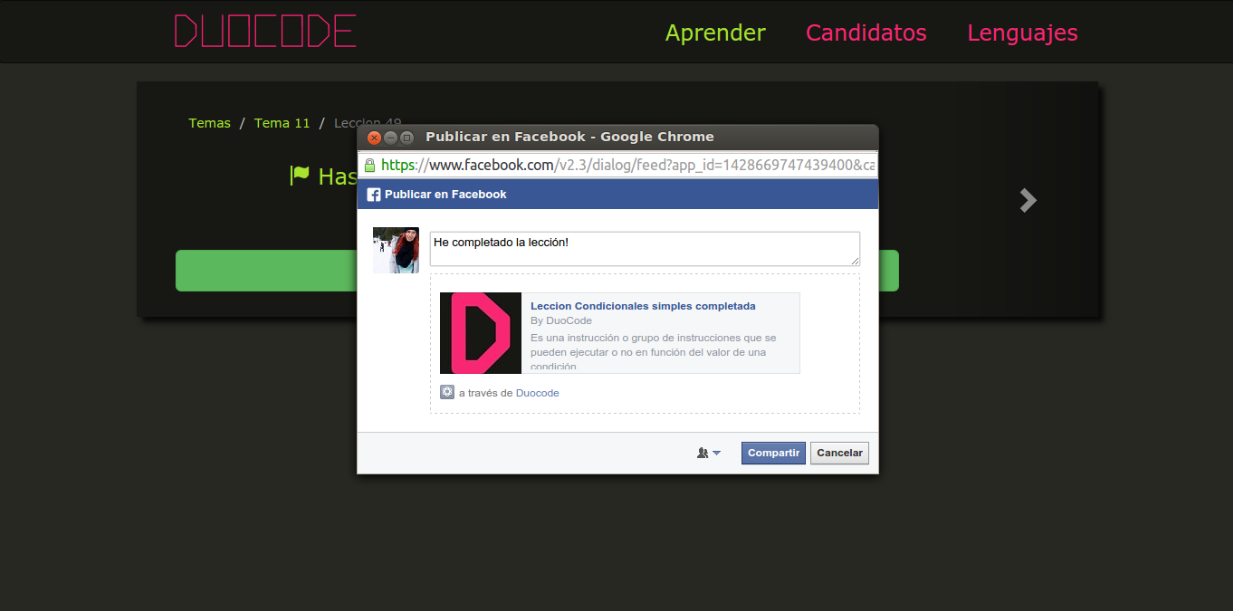 DUOCODE
Aprender Candidatos Lenguajes
Temas / Tema 11 / Leccion 49
Has
Publicar en Facebook - Google Chrome
https://www.facebook.com/v2.3/dialog/feed?app_id=1428669747439400&ca
Publicar en Facebook
He completado la lección!
Leccion Condicionales simples completada
By DuoCode
Es una instrucción o grupo de instrucciones que se
pueden ejecutar o no en función del valor de una
condición
a través de Duocode
Compartir Cancelar